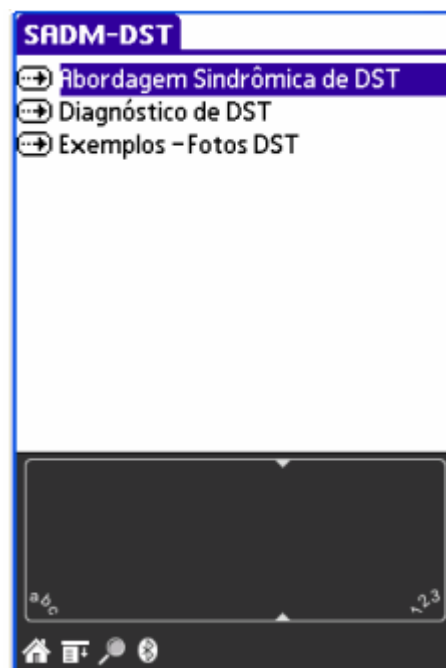 SADM-DST
Abordagem Sindrômica de DST
Diagnóstico de DST
Exemplos - Fotos DST
abc
123